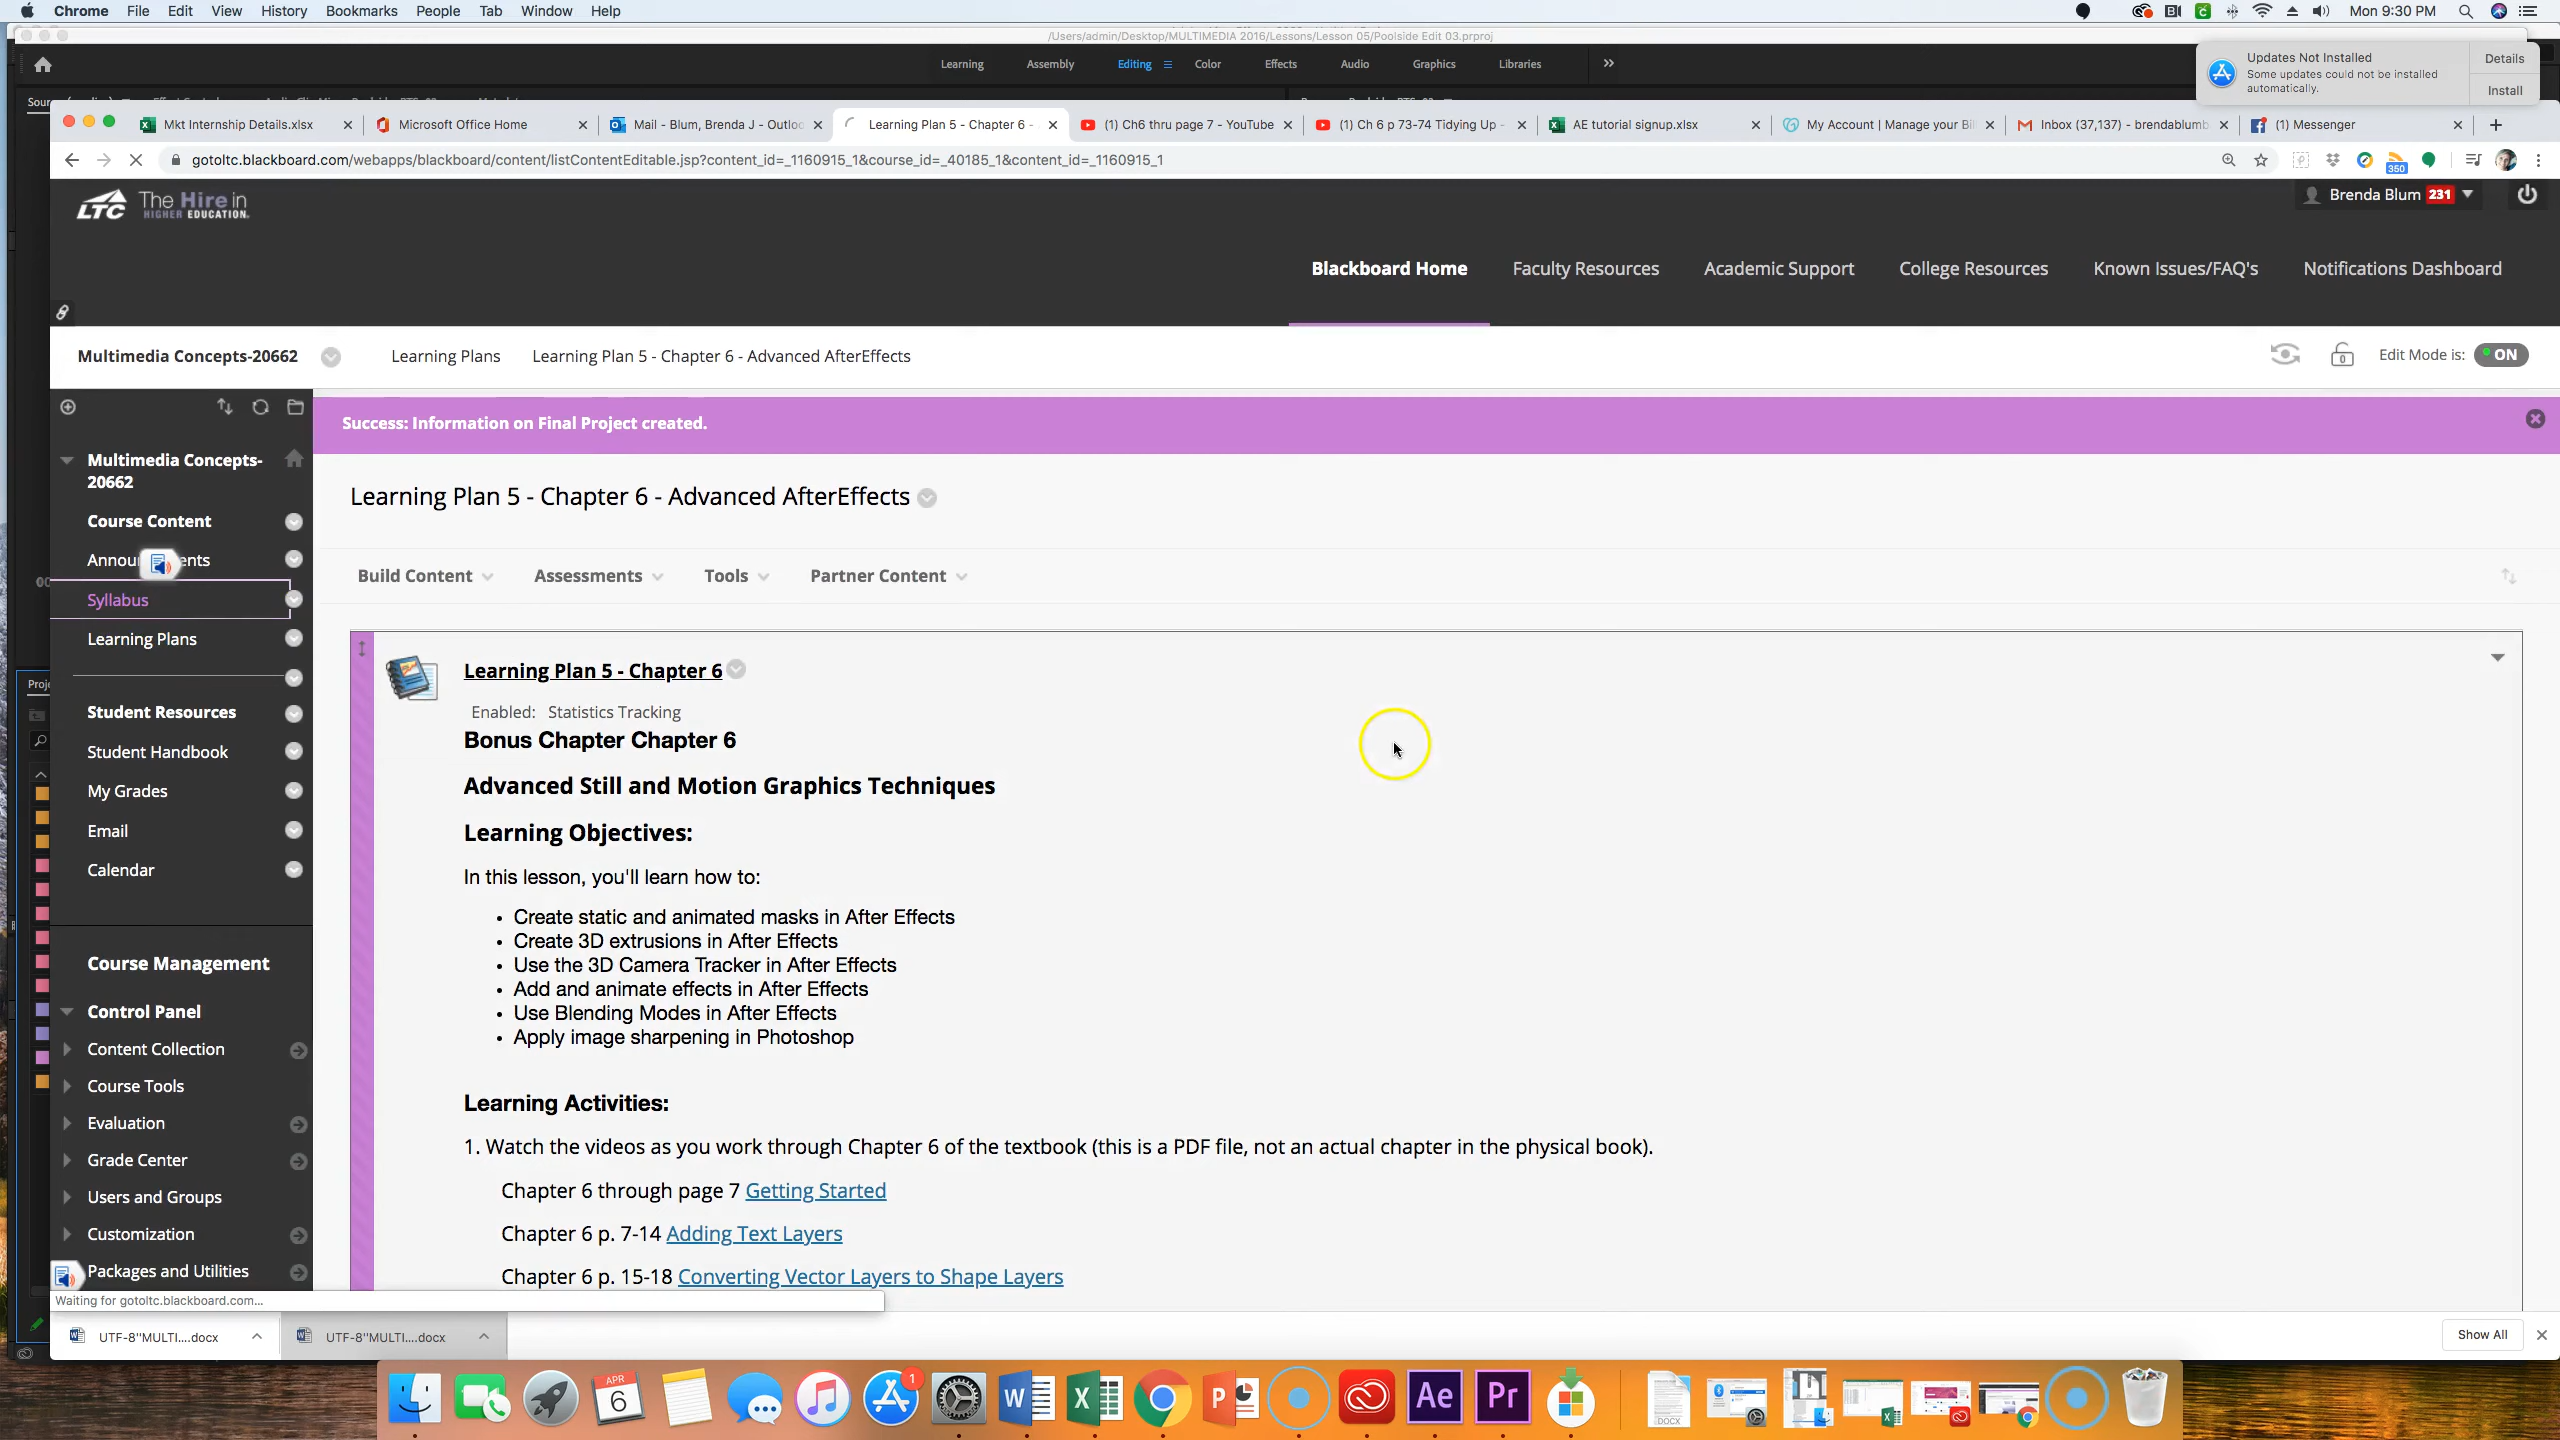 Chrome File Edit View History Bookmarks People Tab Window Help
Mon 9:30 PM
/Users/admin/Desktop/MULTIMEDIA 2016/Lessons/Lesson 05/Poolside Edit 03.prproj
Learning Assembly Editing Color Effects Audio Graphics Libraries
Updates Not Installed
Some updates could not be installed
automatically.
Details
Install
Mkt Internship Details.xlsx
Microsoft Office Home
Mail - Blum, Brenda J - Outloo
Learning Plan 5 - Chapter 6 -
(1) Ch6 thru page 7 - YouTube
(1) Ch 6 p 73-74 Tidying Up -
AE tutorial signup.xlsx
My Account | Manage your Bil
Inbox (37,137) - brendablumb
(1) Messenger
gotoltc.blackboard.com/webapps/blackboard/content/listContentEditable.jsp?content_id=_1160915_1&course_id=_40185_1&content_id=_1160915_1
350
LTC The Hire in
HIGHER EDUCATION.
Brenda Blum 231
Blackboard Home Faculty Resources Academic Support College Resources Known Issues/FAQ's Notifications Dashboard
Multimedia Concepts-20662 Learning Plans Learning Plan 5 - Chapter 6 - Advanced AfterEffects
Edit Mode is: ON
Success: Information on Final Project created.
Multimedia Concepts-
20662
Course Content
Syllabus
Learning Plans
Student Resources
Student Handbook
My Grades
Email
Calendar
Course Management
Control Panel
Content Collection
Course Tools
Evaluation
Grade Center
Users and Groups
Customization
Packages and Utilities
Learning Plan 5 - Chapter 6 - Advanced AfterEffects
Build Content Assessments Tools Partner Content
Learning Plan 5 - Chapter 6
Enabled: Statistics Tracking
Bonus Chapter Chapter 6
Advanced Still and Motion Graphics Techniques
Learning Objectives:
In this lesson, you'll learn how to:
• Create static and animated masks in After Effects
• Create 3D extrusions in After Effects
• Use the 3D Camera Tracker in After Effects
• Add and animate effects in After Effects
• Use Blending Modes in After Effects
• Apply image sharpening in Photoshop
Learning Activities:
1. Watch the videos as you work through Chapter 6 of the textbook (this is a PDF file, not an actual chapter in the physical book).
Chapter 6 through page 7 Getting Started
Chapter 6 p. 7-14 Adding Text Layers
Chapter 6 p. 15-18 Converting Vector Layers to Shape Layers
Waiting for gotoltc.blackboard.com...
UTF-8''MULTI....docx
UTF-8''MULTI....docx
Show All
APR
6
1
W X P Ae Pr
DOCX